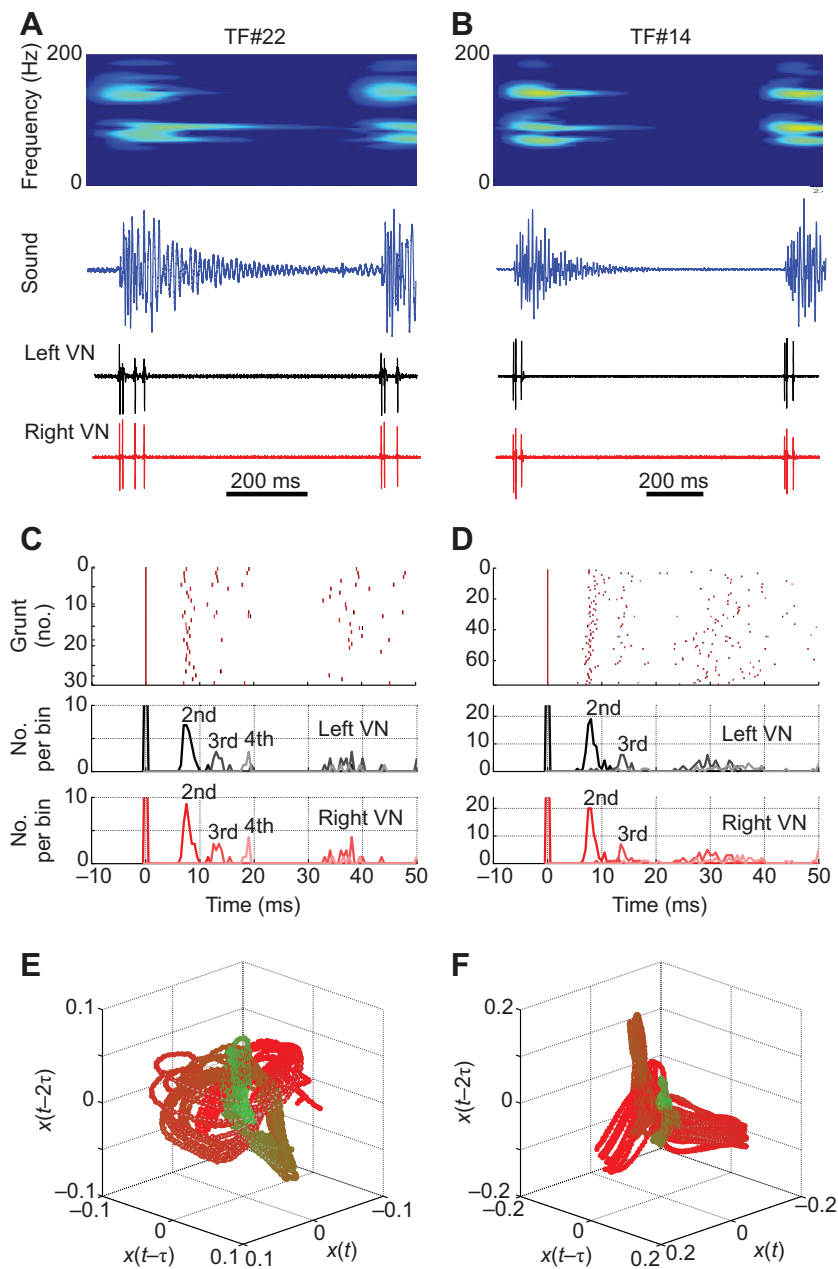 A
TF#22
B
TF#14
200
Frequency (Hz)
0
200
0
2.4
Sound
Left VN
Right VN
200 ms
200 ms
C
D
Grunt
(no.)
0
10
20
30
0
20
40
60
10
No.
per bin
0
2nd
3rd
4th
Left VN
20
10
0
2nd
3rd
Left VN
10
No.
per bin
0
2nd
3rd
4th
Right VN
20
10
0
2nd
3rd
Right VN
–10 0 10 20 30 40 50
Time (ms)
–10 0 10 20 30 40 50
Time (ms)
E
F
0.1
x(t–2τ)
0
–0.1
–0.1
0
x(t–τ)
0.1
0.1
0
x(t)
–0.1
0.2
x(t–2τ)
0
–0.2
–0.2
0
x(t–τ)
0.2
0.2
0
x(t)
–0.2